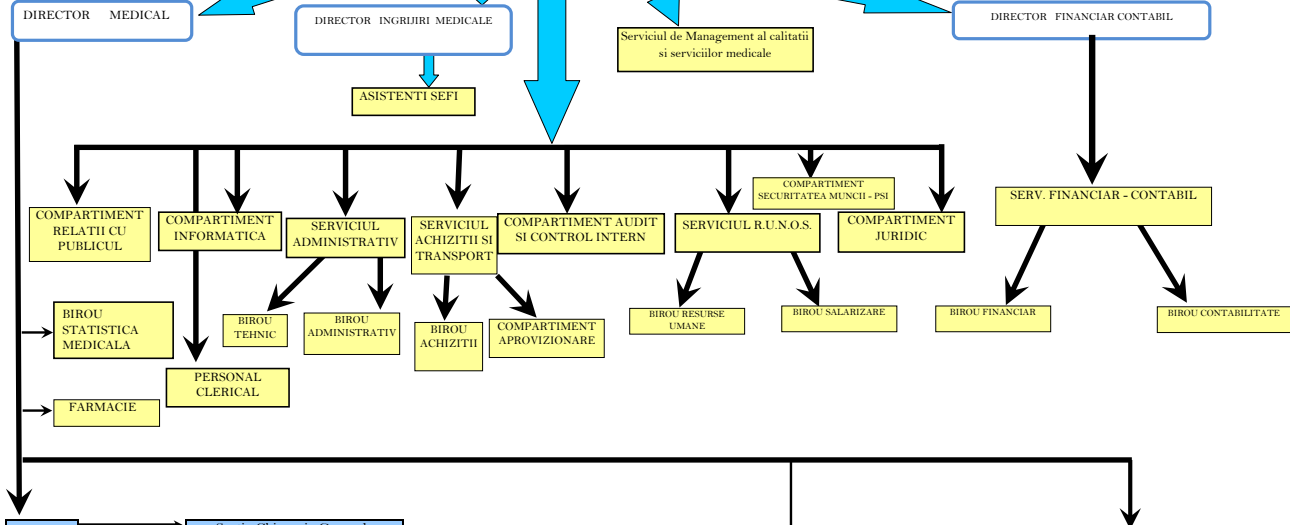 DIRECTOR MEDICAL
DIRECTOR INGRIJIRI MEDICALE
Serviciul de Management al calitatii
si serviciilor medicale
DIRECTOR FINANCIAR CONTABIL
ASISTENTI SEFI
COMPARTIMENT
RELATII CU
PUBLICUL
COMPARTIMENT
INFORMATICA
SERVICIUL
ADMINISTRATIV
SERVICIUL
ACHIZITII SI
TRANSPORT
COMPARTIMENT AUDIT
SI CONTROL INTERN
SERVICIUL R.U.N.O.S.
COMPARTIMENT
SECURITATEA MUNCII - PSI
COMPARTIMENT
JURIDIC
SERV. FINANCIAR - CONTABIL
BIROU
STATISTICA
MEDICALA
BIROU
TEHNIC
BIROU
ADMINISTRATIV
BIROU
ACHIZITII
COMPARTIMENT
APROVIZIONARE
BIROU RESURSE
UMANE
BIROU SALARIZARE
BIROU FINANCIAR
BIROU CONTABILITATE
PERSONAL
CLERICAL
FARMACIE